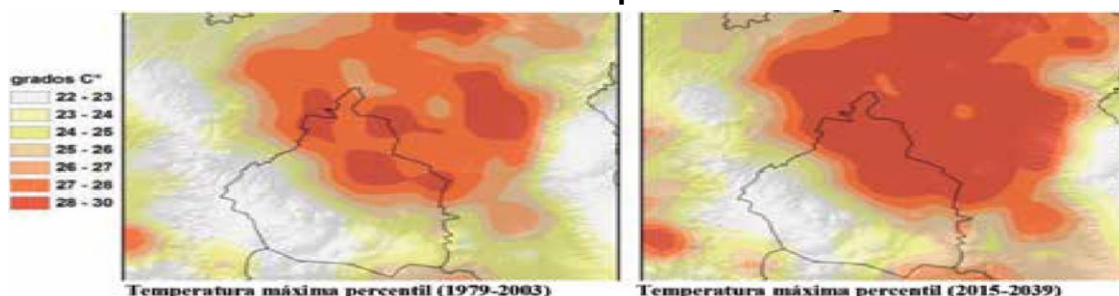 grados C°
22 - 23
23 - 24
24 - 25
25 - 26
26 - 27
27 - 28
28 - 30
Temperatura máxima percentil (1979-2003)
Temperatura máxima percentil (2015-2039)